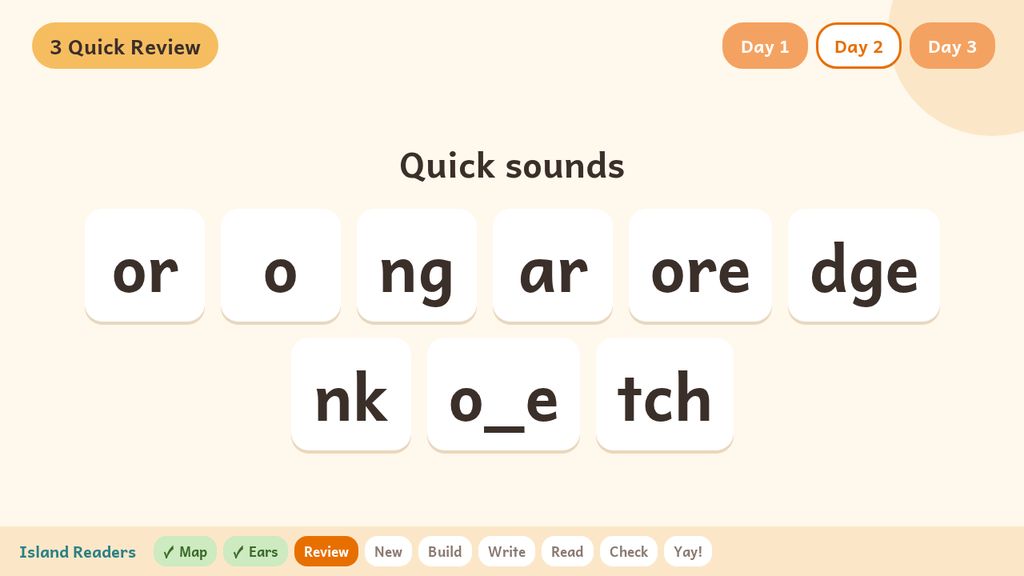 3 Quick Review
Day 1 Day 2 Day 3
Quick sounds
or o ng ar ore dge
nk o_e tch
Island Readers ✓ Map ✓ Ears Review New Build Write Read Check Yay!